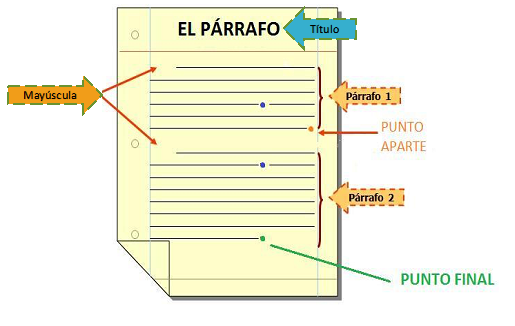 EL PÁRRAFO
Título
Mayúscula
Párrafo 1
PUNTO
APARTE
Párrafo 2
PUNTO FINAL